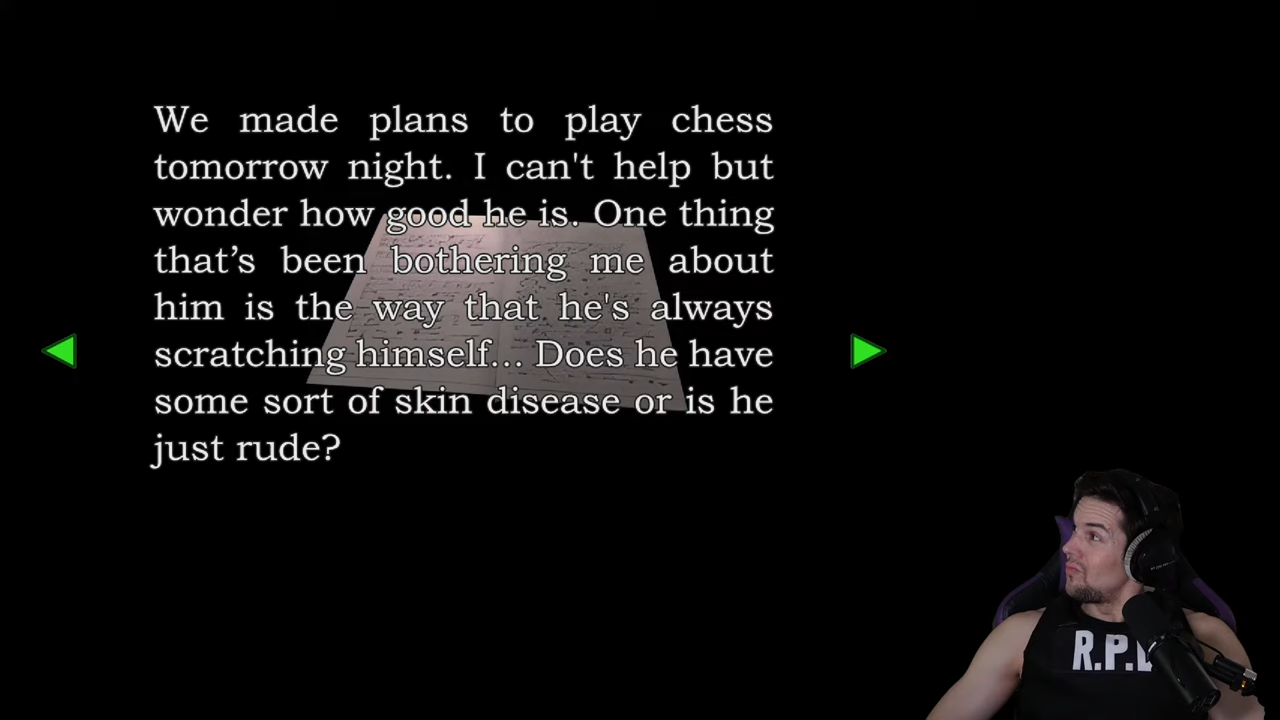 We made plans to play chess
tomorrow night. I can't help but
wonder how good he is. One thing
that’s been bothering me about
him is the way that he's always
scratching himself... Does he have
some sort of skin disease or is he
just rude?